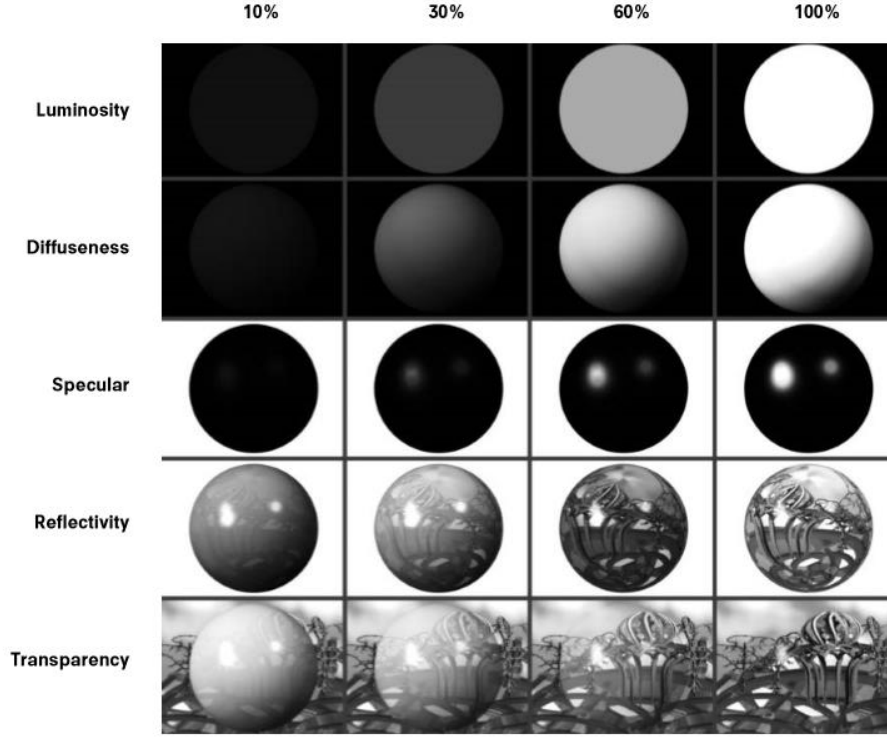 10% 30% 60% 100%
Luminosity
Diffuseness
Specular
Reflectivity
Transparency